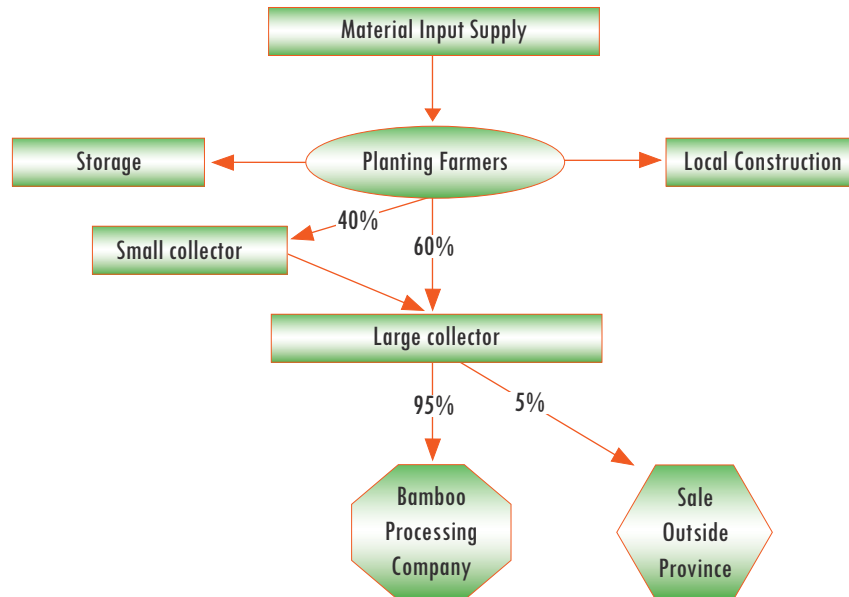 Material Input Supply
Storage
Planting Farmers
Local Construction
40%
60%
Small collector
Large collector
95%
5%
Bamboo
Processing
Company
Sale
Outside
Province